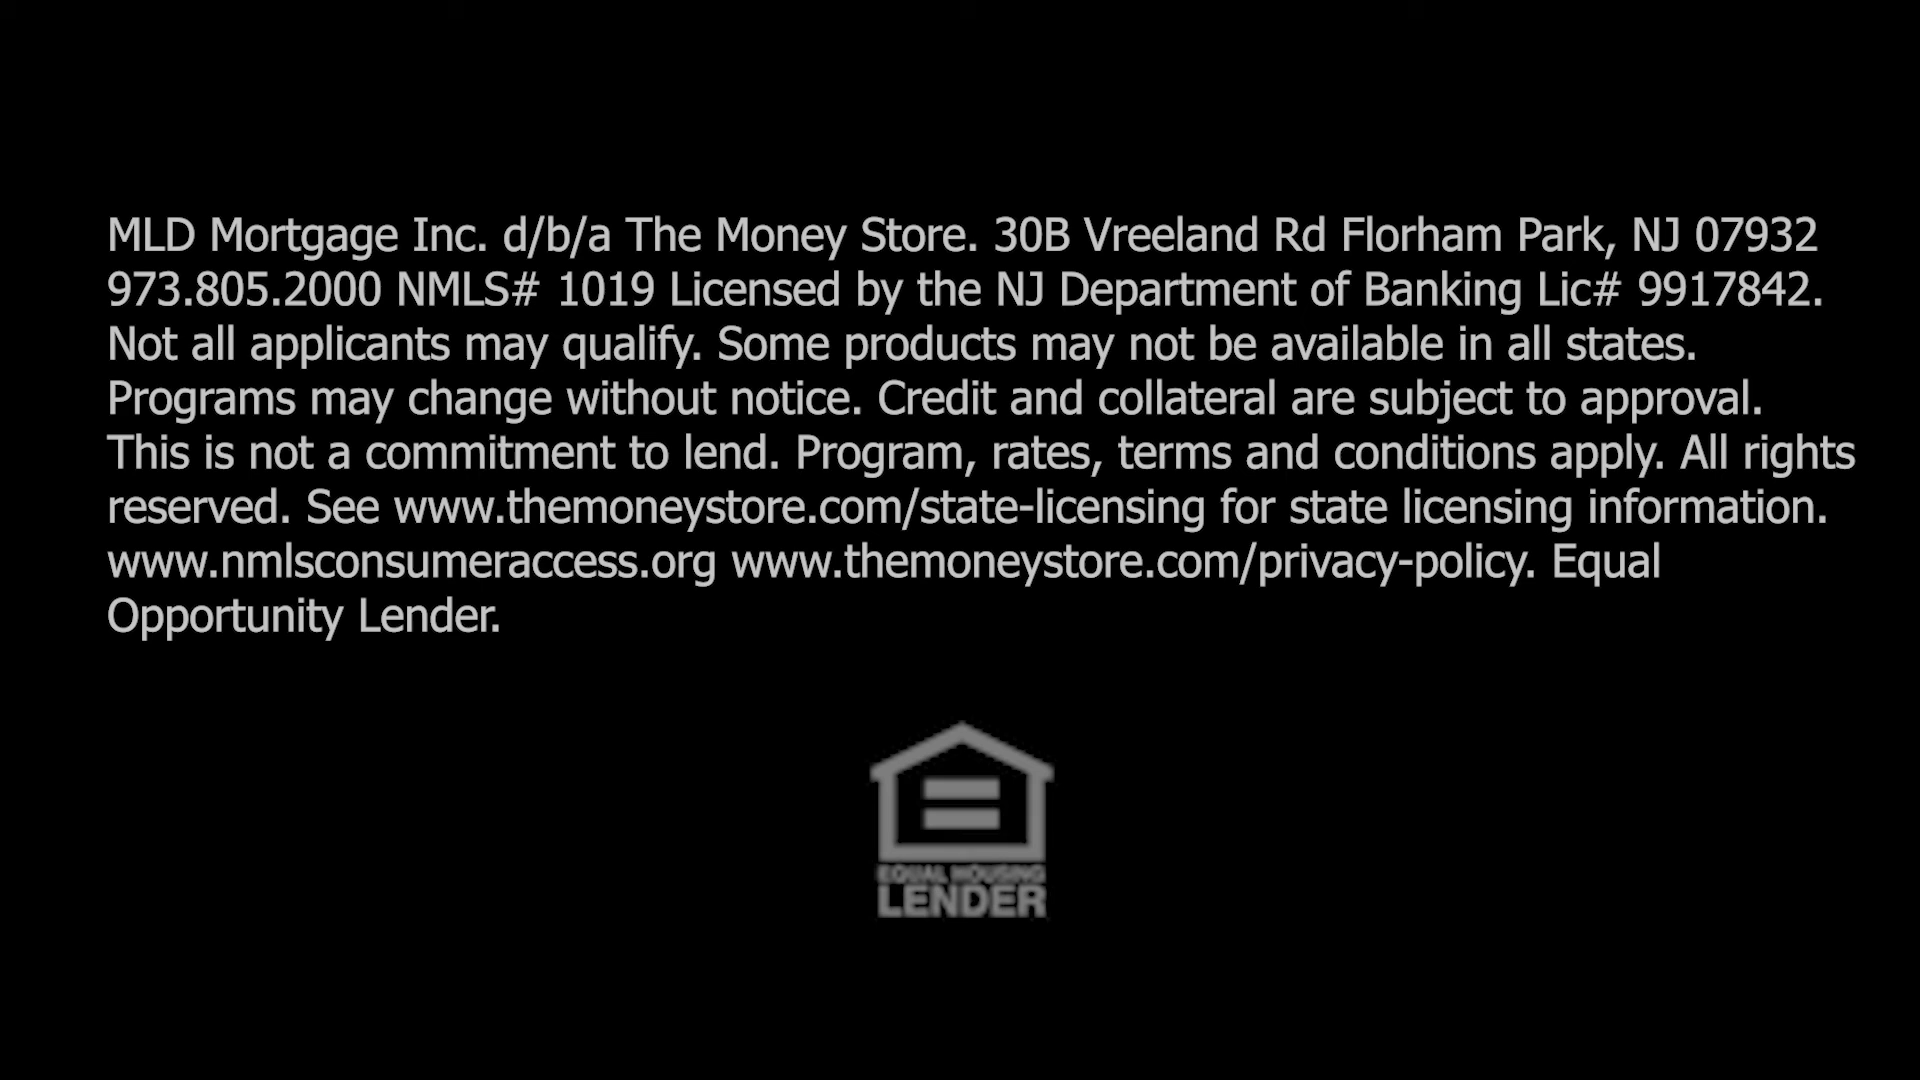 MLD Mortgage Inc. d/b/a The Money Store. 30B Vreeland Rd Florham Park, NJ 07932
973.805.2000 NMLS# 1019 Licensed by the NJ Department of Banking Lic# 9917842.
Not all applicants may qualify. Some products may not be available in all states.
Programs may change without notice. Credit and collateral are subject to approval.
This is not a commitment to lend. Program, rates, terms and conditions apply. All rights
reserved. See www.themoneystore.com/state-licensing for state licensing information.
www.nmlsconsumeraccess.org www.themoneystore.com/privacy-policy. Equal
Opportunity Lender.
EQUAL HOUSING
LENDER